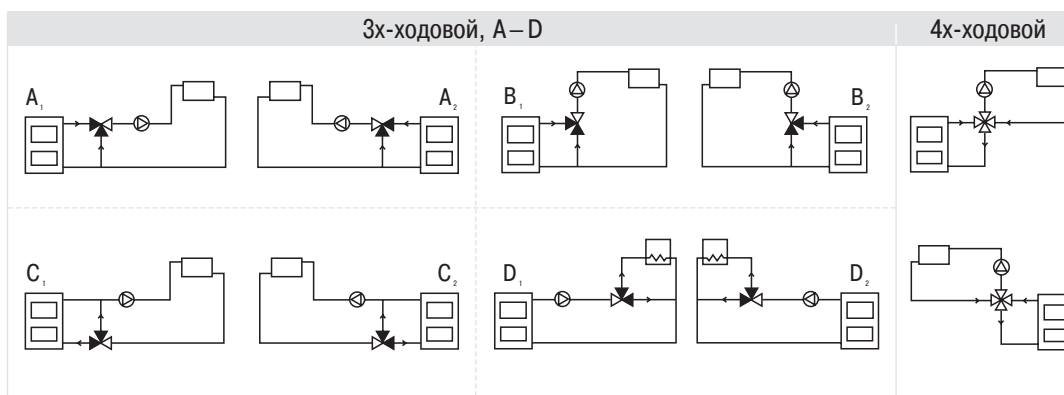 3х-ходовой, A – D
4х-ходовой
A₁
A₂
B₁
B₂
C₁
C₂
D₁
D₂